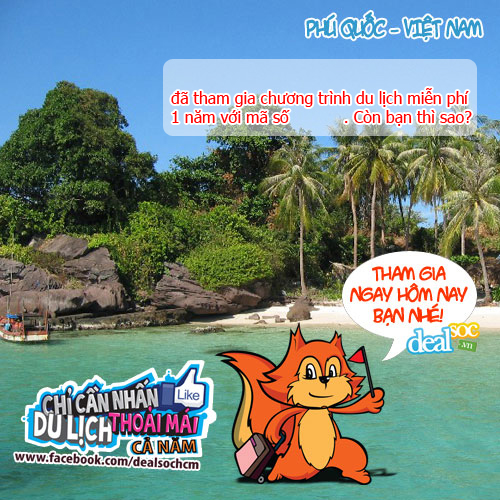 PHÚ QUỐC - VIỆT NAM
đã tham gia chương trình du lịch miễn phí
1 năm với mã số . Còn bạn thì sao?
THAM GIA
NGAY HÔM NAY
BẠN NHÉ!
dealsoc
.vn
CHỈ CẦN NHẤN
Like
DU LỊCH THOẢI MÁI
CẢ NĂM
www.facebook.com/dealsochcm